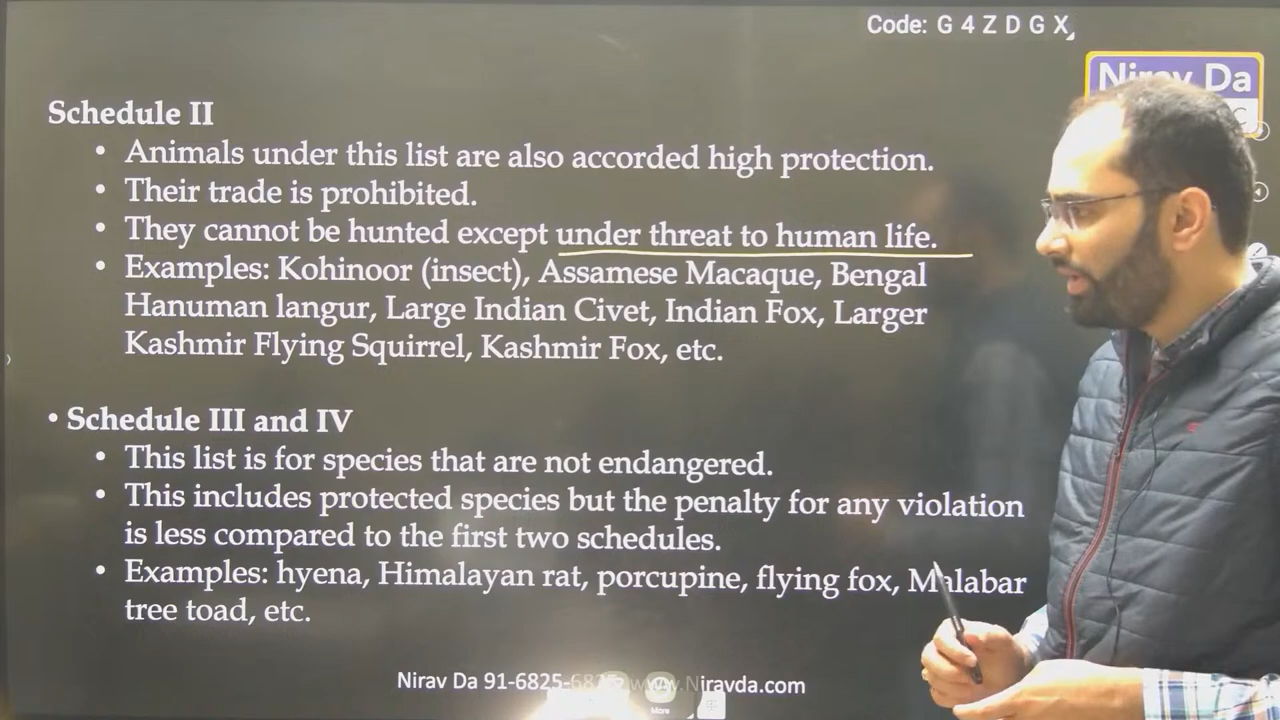 Code: G 4 Z D G X
Nirav Da
Schedule II
• Animals under this list are also accorded high protection.
• Their trade is prohibited.
• They cannot be hunted except under threat to human life.
• Examples: Kohinoor (insect), Assamese Macaque, Bengal
Hanuman langur, Large Indian Civet, Indian Fox, Larger
Kashmir Flying Squirrel, Kashmir Fox, etc.
• Schedule III and IV
• This list is for species that are not endangered.
• This includes protected species but the penalty for any violation
is less compared to the first two schedules.
• Examples: hyena, Himalayan rat, porcupine, flying fox, Malabar
tree toad, etc.
Nirav Da 91-6825- www.Niravda.com
More